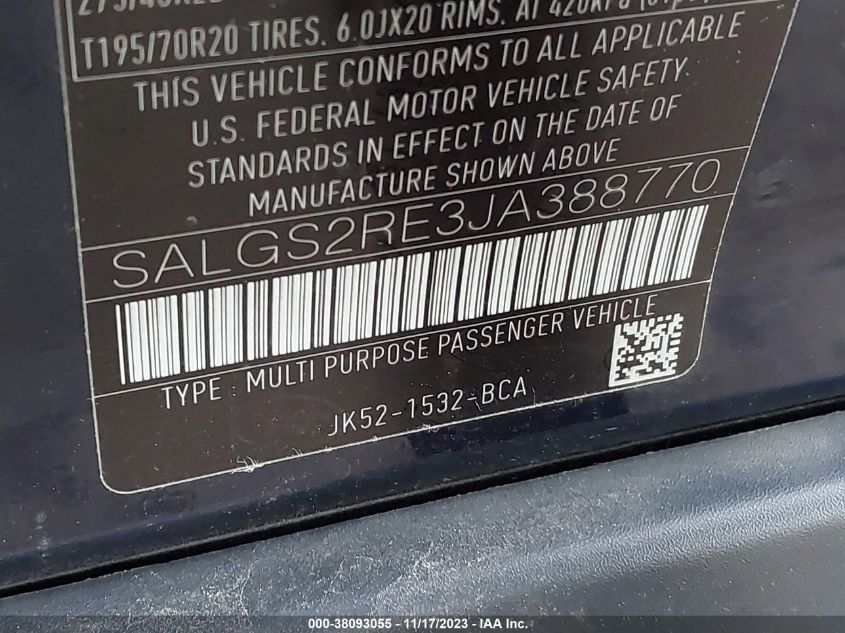 T195/70R20 TIRES. 6.0JX20 RIMS. AT 420KPG
THIS VEHICLE CONFORMS TO ALL APPLICABLE
U.S. FEDERAL MOTOR VEHICLE SAFETY
STANDARDS IN EFFECT ON THE DATE OF
MANUFACTURE SHOWN ABOVE
SALGS2RE3JA388770
TYPE : MULTI PURPOSE PASSENGER VEHICLE
JK52-1532-BCA
000-38093055 - 11/17/2023 - IAA Inc.